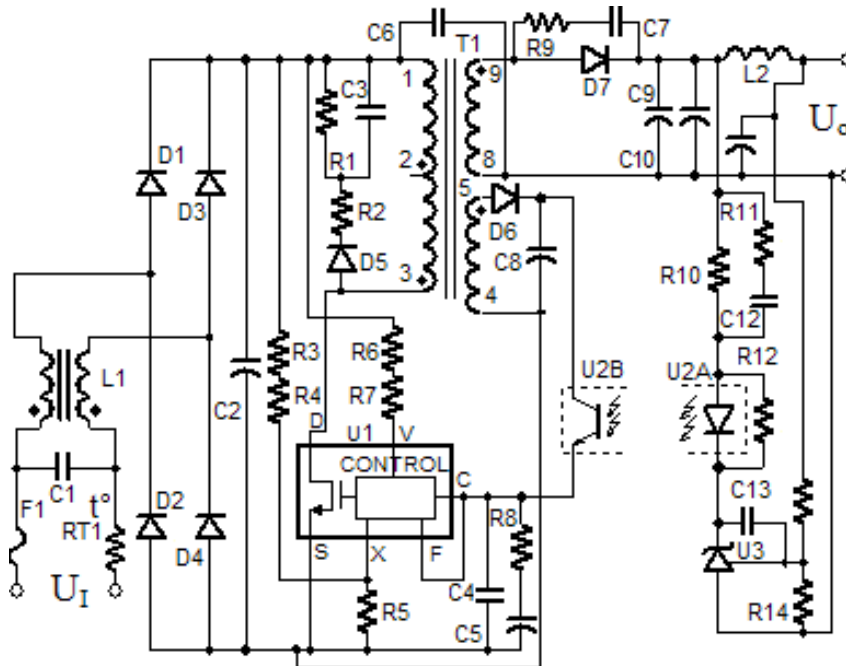 C6
T1
R9
C7
1
9
D7
L2
C3
C9
U
D1
R1
2
8
C10
D3
R2
5
D6
R11
D5
C8
R10
3
4
C12
R3
R6
L1
R4
R7
U2B
U2A
R12
C2
D
U1
V
CONTROL
C
C1
D2
R8
C13
F1
t°
RT1
D4
S
X
F
U3
U_I
R5
C4
C5
R14